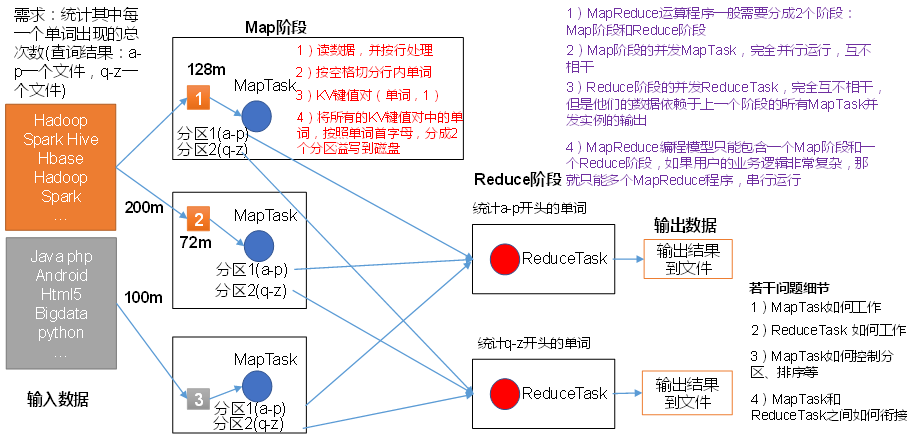 需求：统计其中每
一个单词出现的总
次数(查询结果：a-
p一个文件，q-z一
个文件)
Hadoop
Spark Hive
Hbase
Hadoop
Spark
...
200m
Java php
Android
Html5
Bigdata
python
...
100m
输入数据
Map阶段
128m
1
MapTask
分区1(a-p)
分区2(q-z)
1）读数据，并按行处理
2）按空格切分行内单词
3）KV键值对（单词，1）
4）将所有的KV键值对中的单
词，按照单词首字母，分成2
个分区溢写到磁盘
MapTask
2
72m
分区1(a-p)
分区2(q-z)
MapTask
3
分区1(a-p)
分区2(q-z)
1）MapReduce运算程序一般需要分成2个阶段：
Map阶段和Reduce阶段
2）Map阶段的并发MapTask，完全并行运行，互不
相干
3）Reduce阶段的并发ReduceTask，完全互不相干，
但是他们的数据依赖于上一个阶段的所有MapTask并
发实例的输出
4）MapReduce编程模型只能包含一个Map阶段和一
个Reduce阶段，如果用户的业务逻辑非常复杂，那
就只能多个MapReduce程序，串行运行
Reduce阶段
统计a-p开头的单词
ReduceTask
统计q-z开头的单词
ReduceTask
输出数据
输出结果
到文件
输出结果
到文件
若干问题细节
1）MapTask如何工作
2）ReduceTask 如何工作
3）MapTask如何控制分
区、排序等
4）MapTask和
ReduceTask之间如何衔接